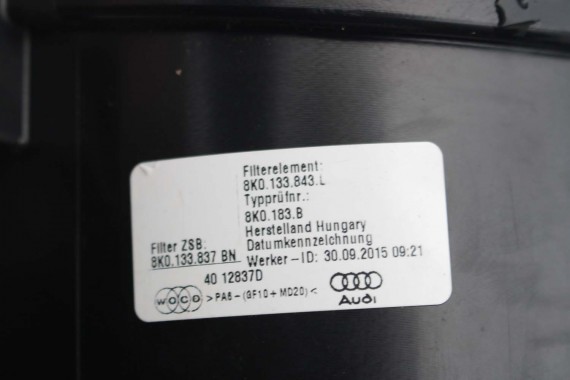 Filterelement:
8K0.133.843.L
Typprüfnr.:
8K0.183.B
Herstelland Hungary
Filter ZSB: Datumkennzeichnung
8K0.133.837 BN Werker-ID: 30.09.2015 09:21
40 12837D
WOCO >PA6-(GF10+MD20)< Audi